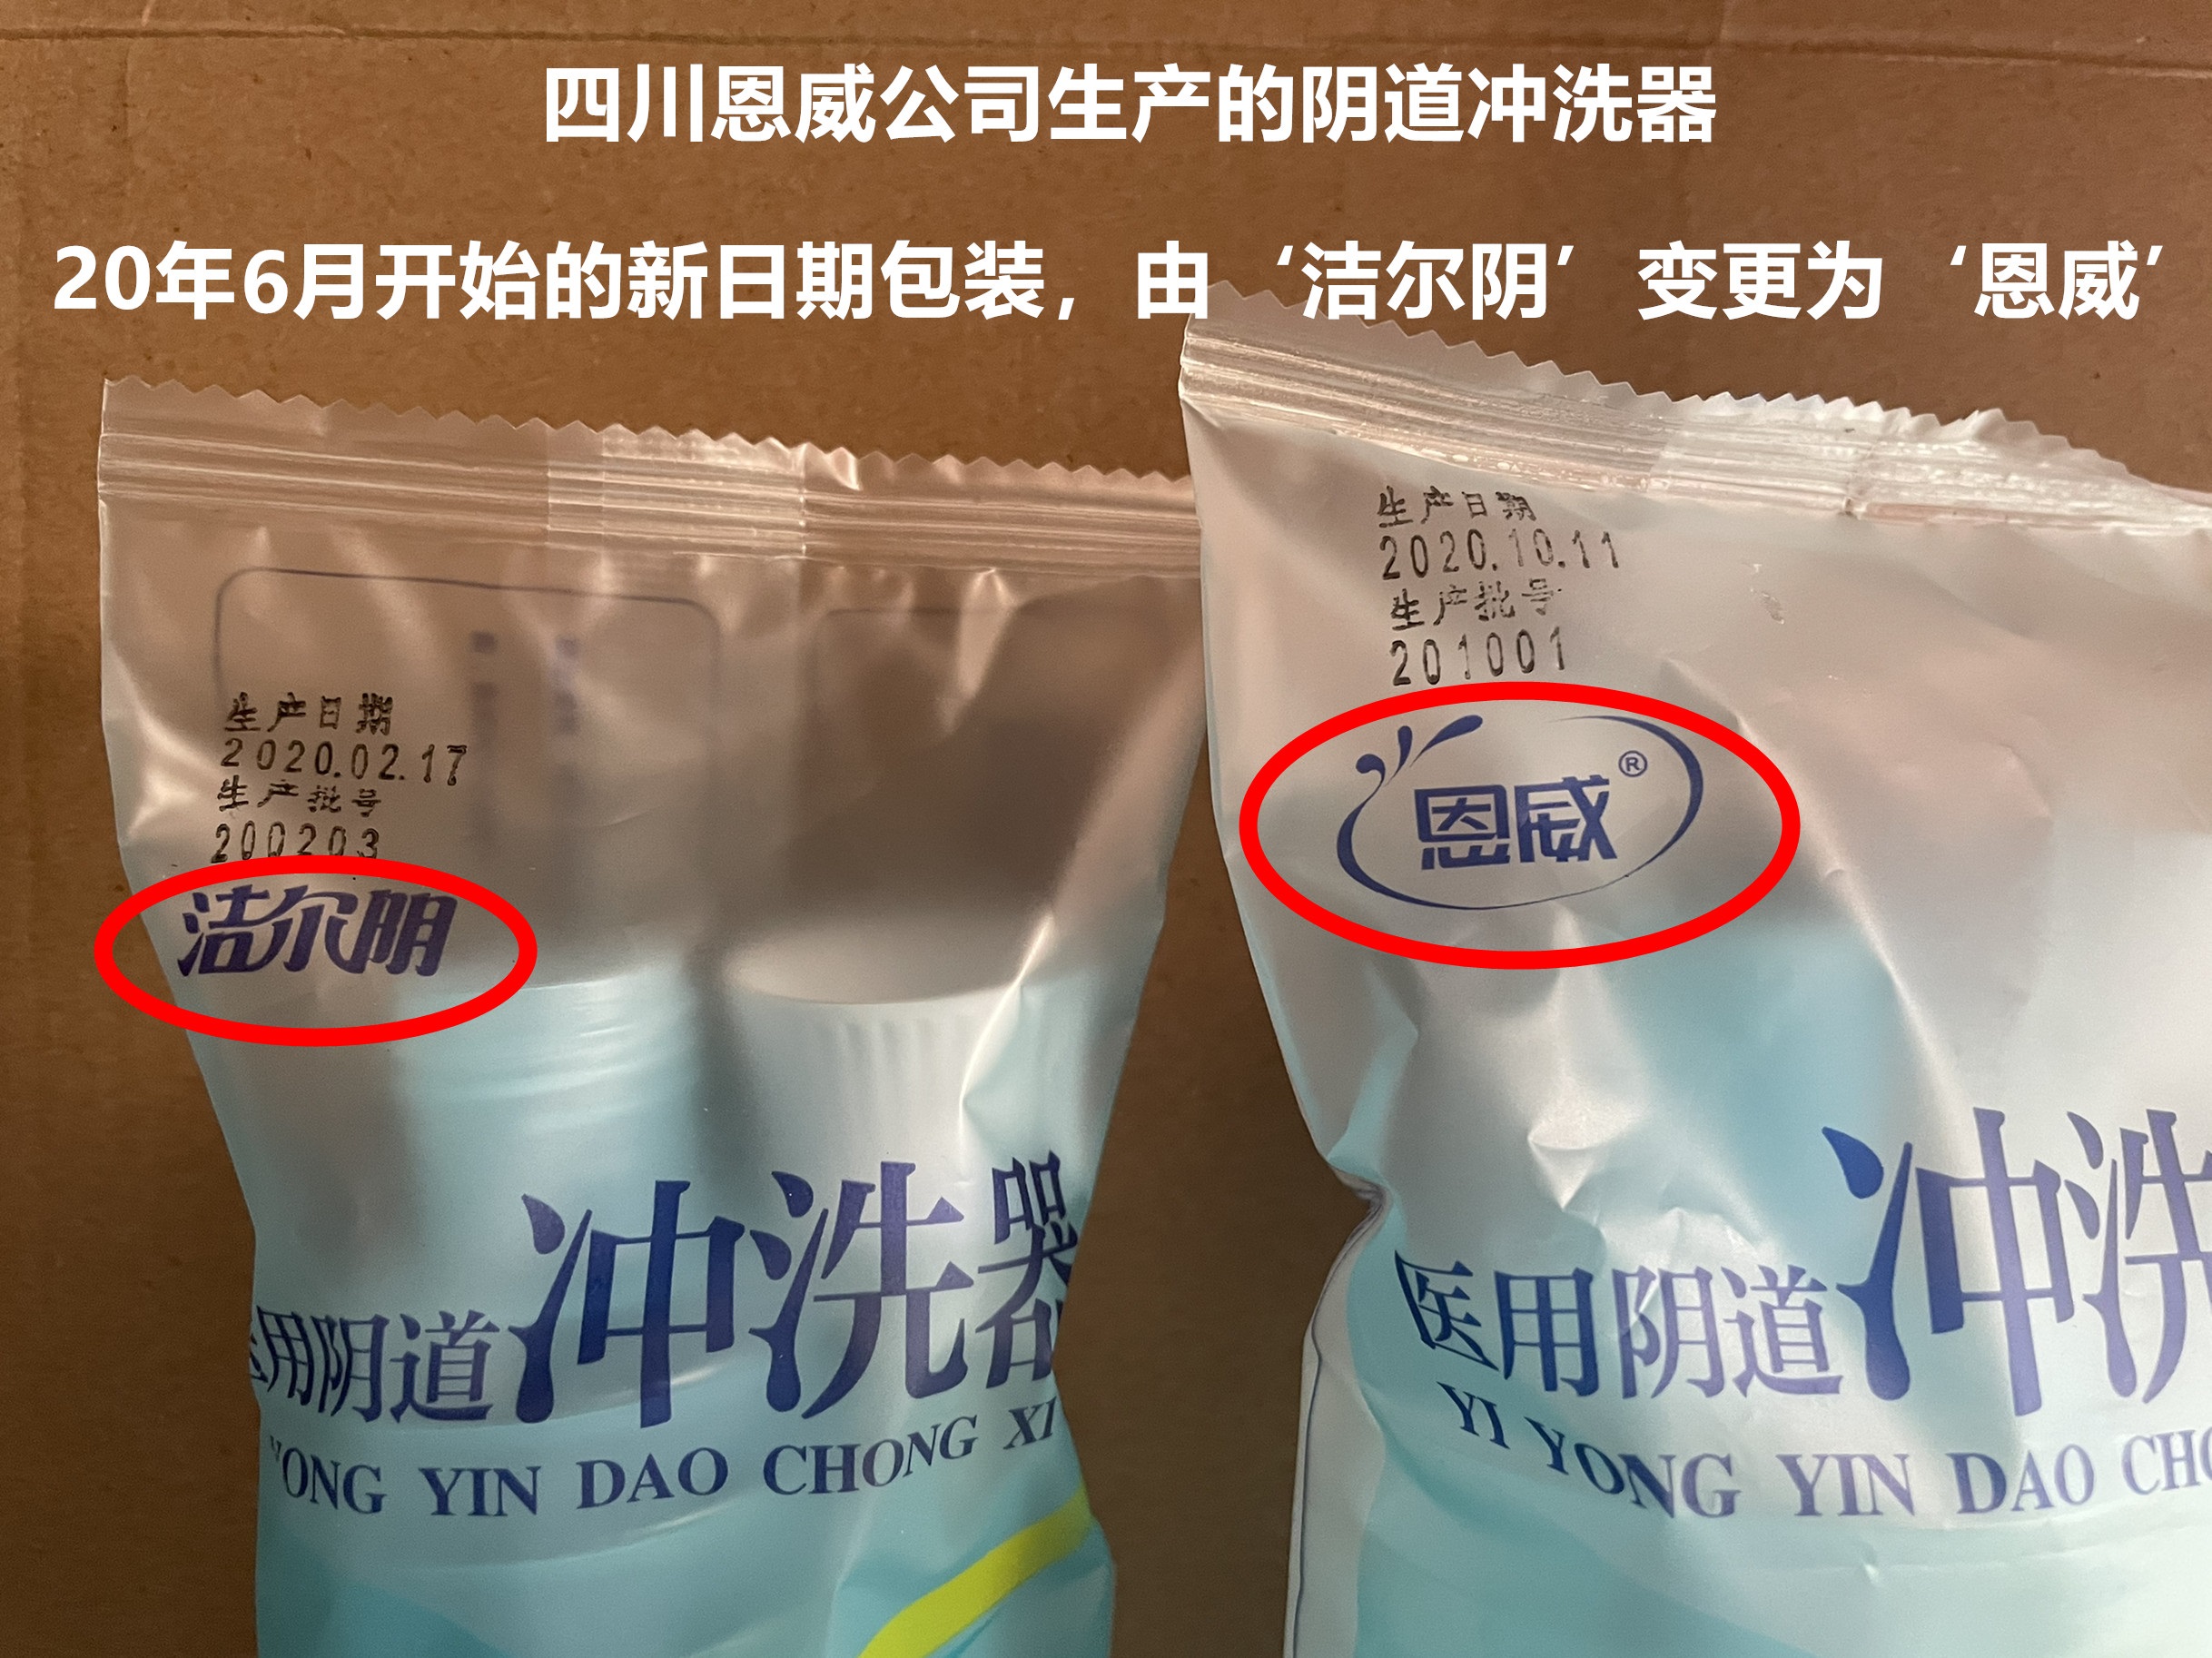 四川恩威公司生产的阴道冲洗器
20年6月开始的新日期包装，由‘洁尔阴’变更为‘恩威’
生产日期
2020.02.17
生产批号
200203
洁尔阴
医用阴道冲洗器
YONG YIN DAO CHONG XI
生产日期
2020.10.11
生产批号
201001
恩威®
医用阴道冲洗
YI YONG YIN DAO CHO